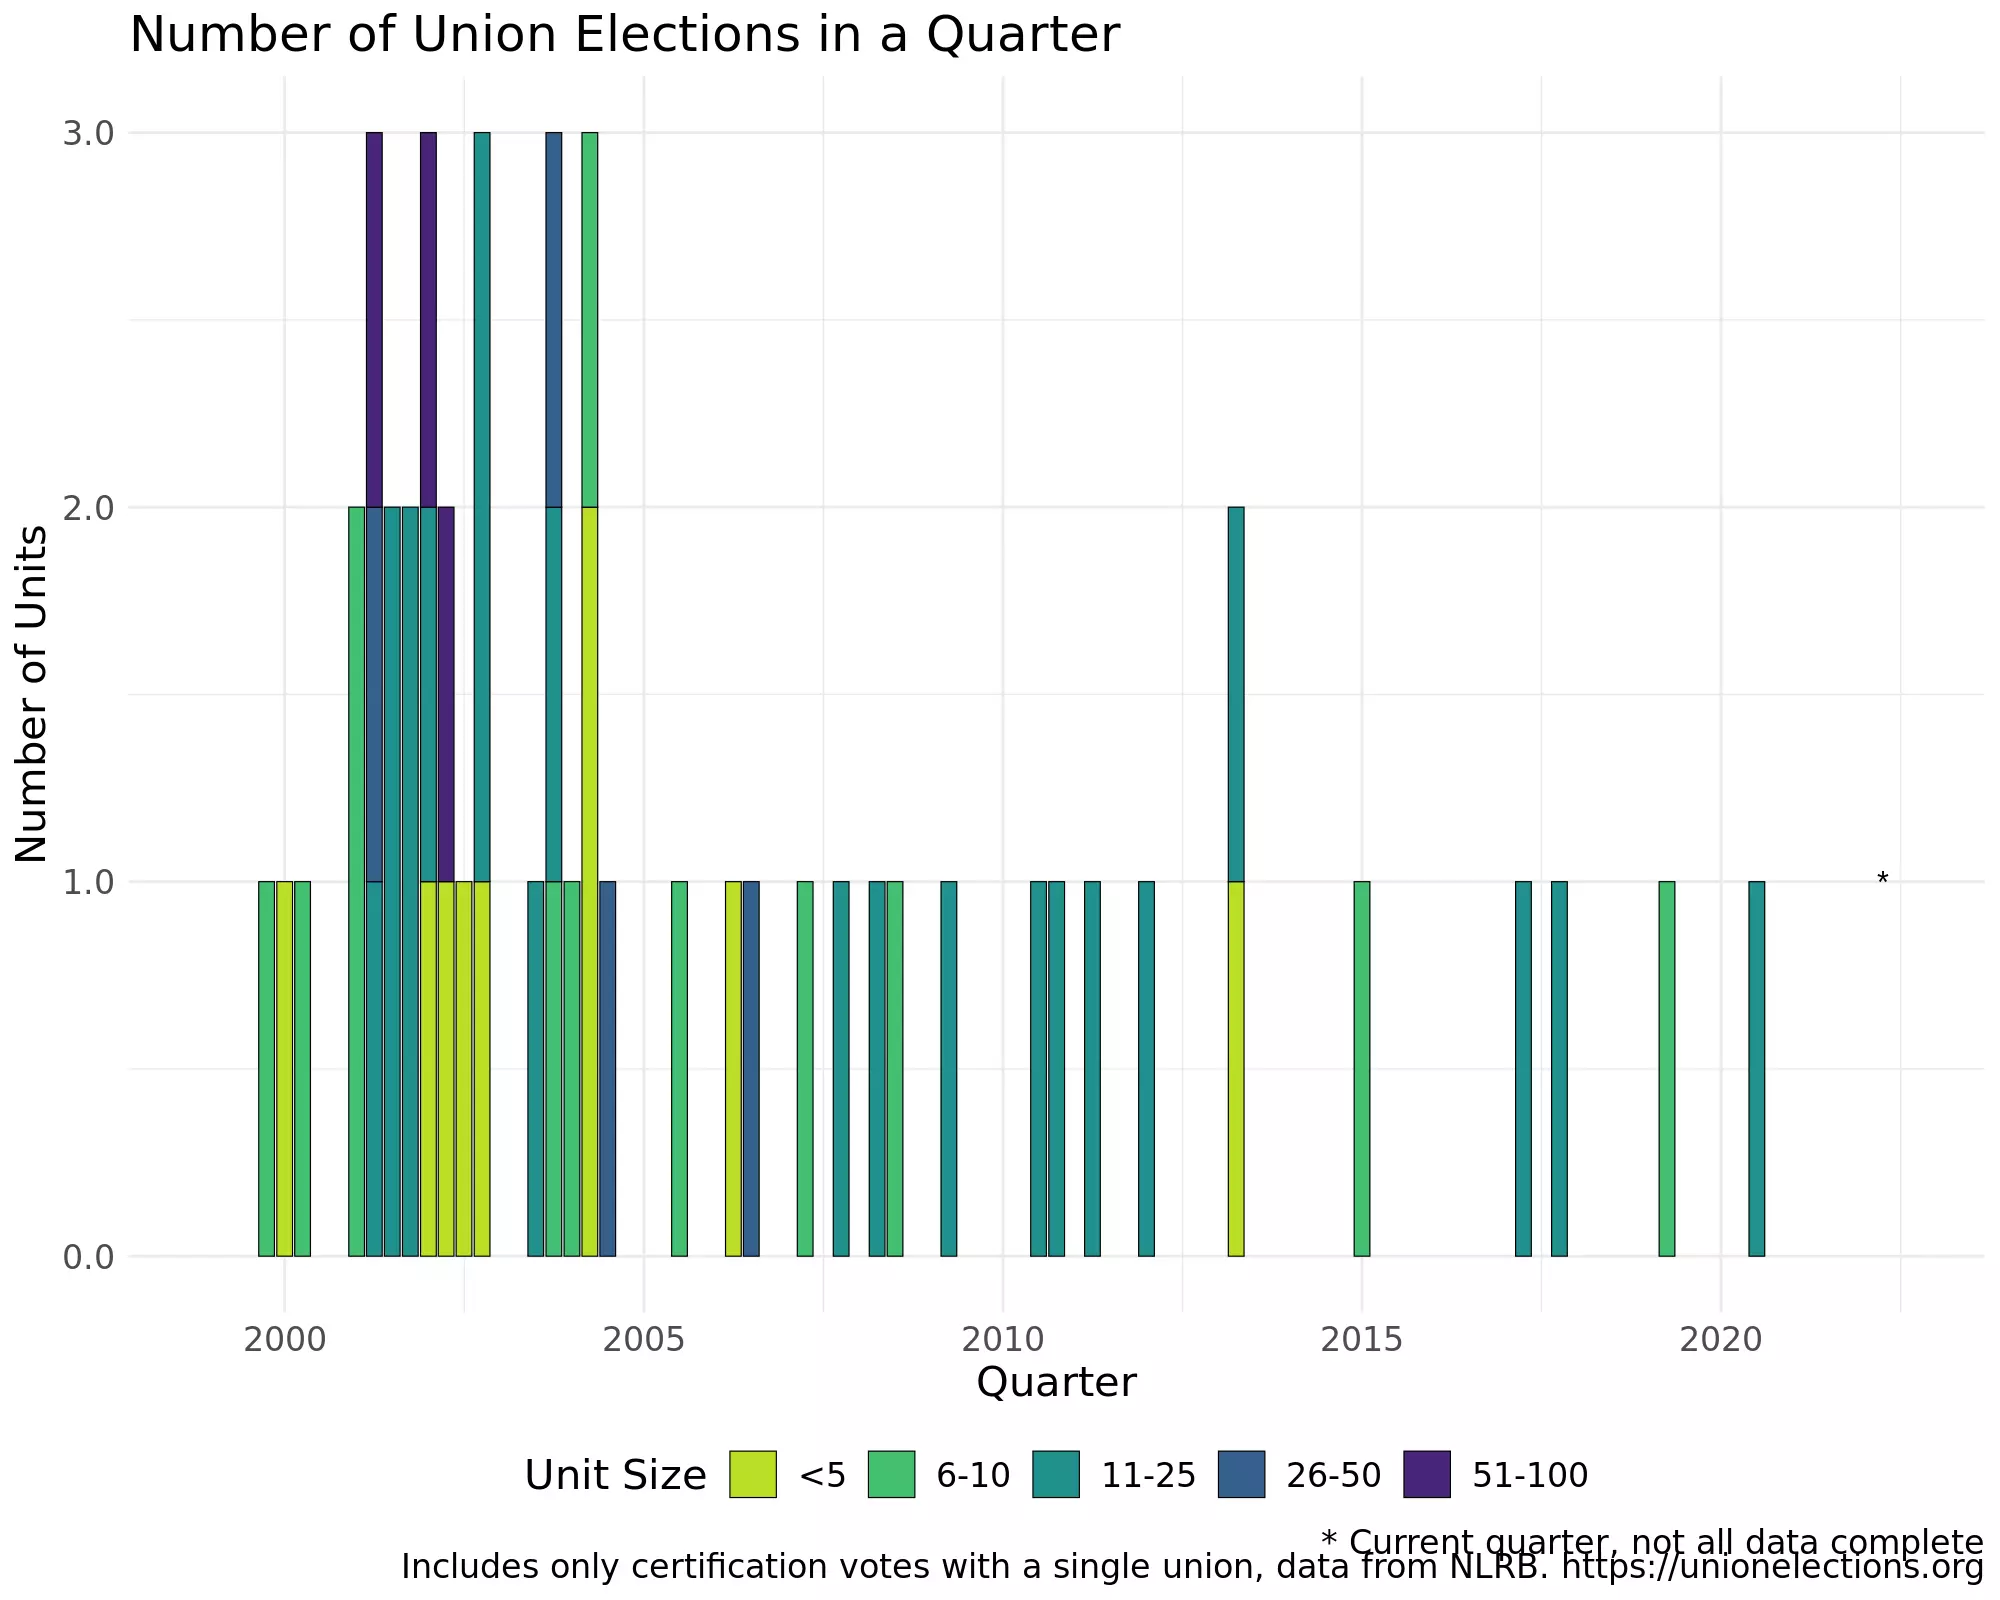 Number of Union Elections in a Quarter
3.0
2.0
1.0
0.0
Number of Units
*
2000 2005 2010 2015 2020
Quarter
Unit Size <5 6-10 11-25 26-50 51-100
* Current quarter, not all data complete
Includes only certification votes with a single union, data from NLRB. https://unionelections.org